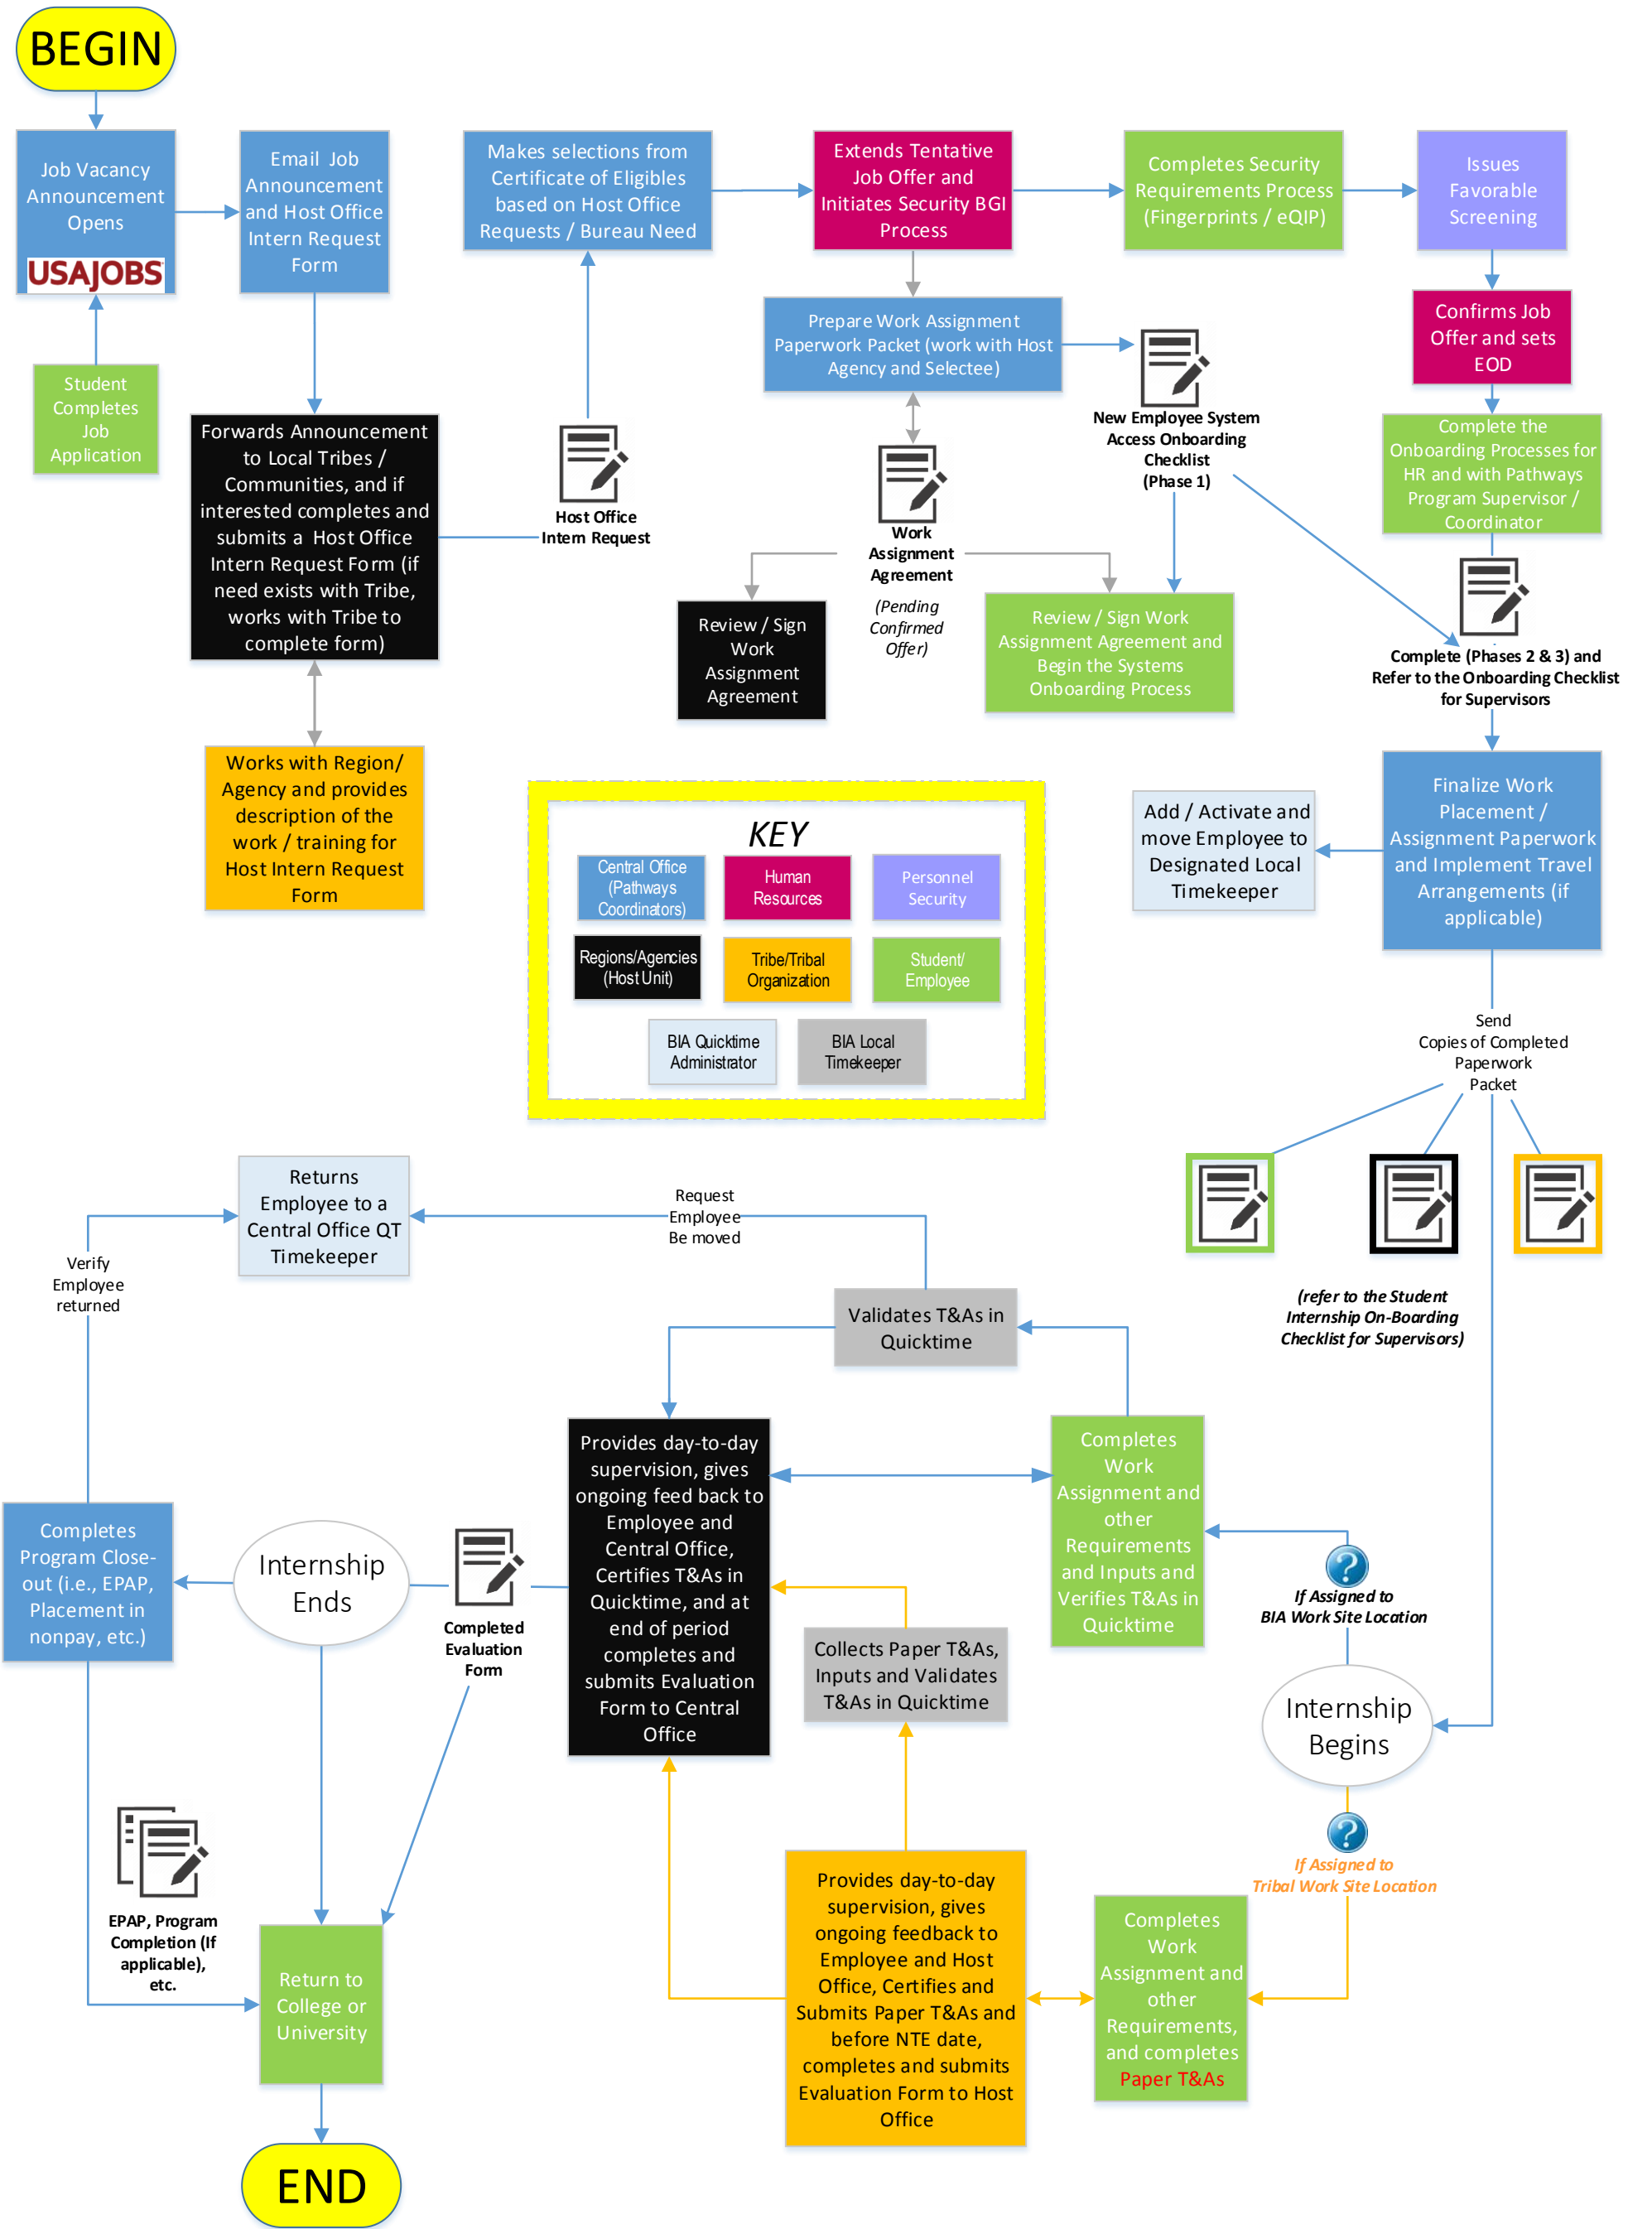 BEGIN
Job Vacancy
Announcement
Opens
USAJOBS
Email Job
Announcement
and Host Office
Intern Request
Form
Makes selections from
Certificate of Eligibles
based on Host Office
Requests / Bureau Need
Extends Tentative
Job Offer and
Initiates Security BGI
Process
Completes Security
Requirements Process
(Fingerprints / eQIP)
Issues
Favorable
Screening
Student
Completes
Job
Application
Prepare Work Assignment
Paperwork Packet (work with Host
Agency and Selectee)
Confirms Job
Offer and sets
EOD
New Employee System
Access Onboarding
Checklist
(Phase 1)
Forwards Announcement
to Local Tribes /
Communities, and if
interested completes and
submits a Host Office
Intern Request Form (if
need exists with Tribe,
works with Tribe to
complete form)
Host Office
Intern Request
Complete the
Onboarding Processes for
HR and with Pathways
Program Supervisor /
Coordinator
Work
Assignment
Agreement
(Pending
Confirmed
Offer)
Review / Sign
Work
Assignment
Agreement
Review / Sign Work
Assignment Agreement and
Begin the Systems
Onboarding Process
Complete (Phases 2 & 3) and
Refer to the Onboarding Checklist
for Supervisors
Works with Region/
Agency and provides
description of the
work / training for
Host Intern Request
Form
KEY
Central Office
(Pathways
Coordinators)
Human
Resources
Personnel
Security
Regions/Agencies
(Host Unit)
Tribe/Tribal
Organization
Student/
Employee
BIA Quicktime
Administrator
BIA Local
Timekeeper
Add / Activate and
move Employee to
Designated Local
Timekeeper
Finalize Work
Placement /
Assignment Paperwork
and Implement Travel
Arrangements (if
applicable)
Send
Copies of Completed
Paperwork
Packet
(refer to the Student
Internship On-Boarding
Checklist for Supervisors)
Returns
Employee to a
Central Office QT
Timekeeper
Request
Employee
Be moved
Verify
Employee
returned
Validates T&As in
Quicktime
Provides day-to-day
supervision, gives
ongoing feed back to
Employee and
Central Office,
Certifies T&As in
Quicktime, and at
end of period
completes and
submits Evaluation
Form to Central
Office
Completes
Work
Assignment and
other
Requirements
and Inputs and
Verifies T&As in
Quicktime
If Assigned to
BIA Work Site Location
Completes
Program Close-
out (i.e., EPAP,
Placement in
nonpay, etc.)
Internship
Ends
Completed
Evaluation
Form
Collects Paper T&As,
Inputs and Validates
T&As in Quicktime
Internship
Begins
If Assigned to
Tribal Work Site Location
EPAP, Program
Completion (If
applicable),
etc.
Return to
College or
University
Provides day-to-day
supervision, gives
ongoing feedback to
Employee and Host
Office, Certifies and
Submits Paper T&As and
before NTE date,
completes and submits
Evaluation Form to Host
Office
Completes
Work
Assignment and
other
Requirements,
and completes
Paper T&As
END